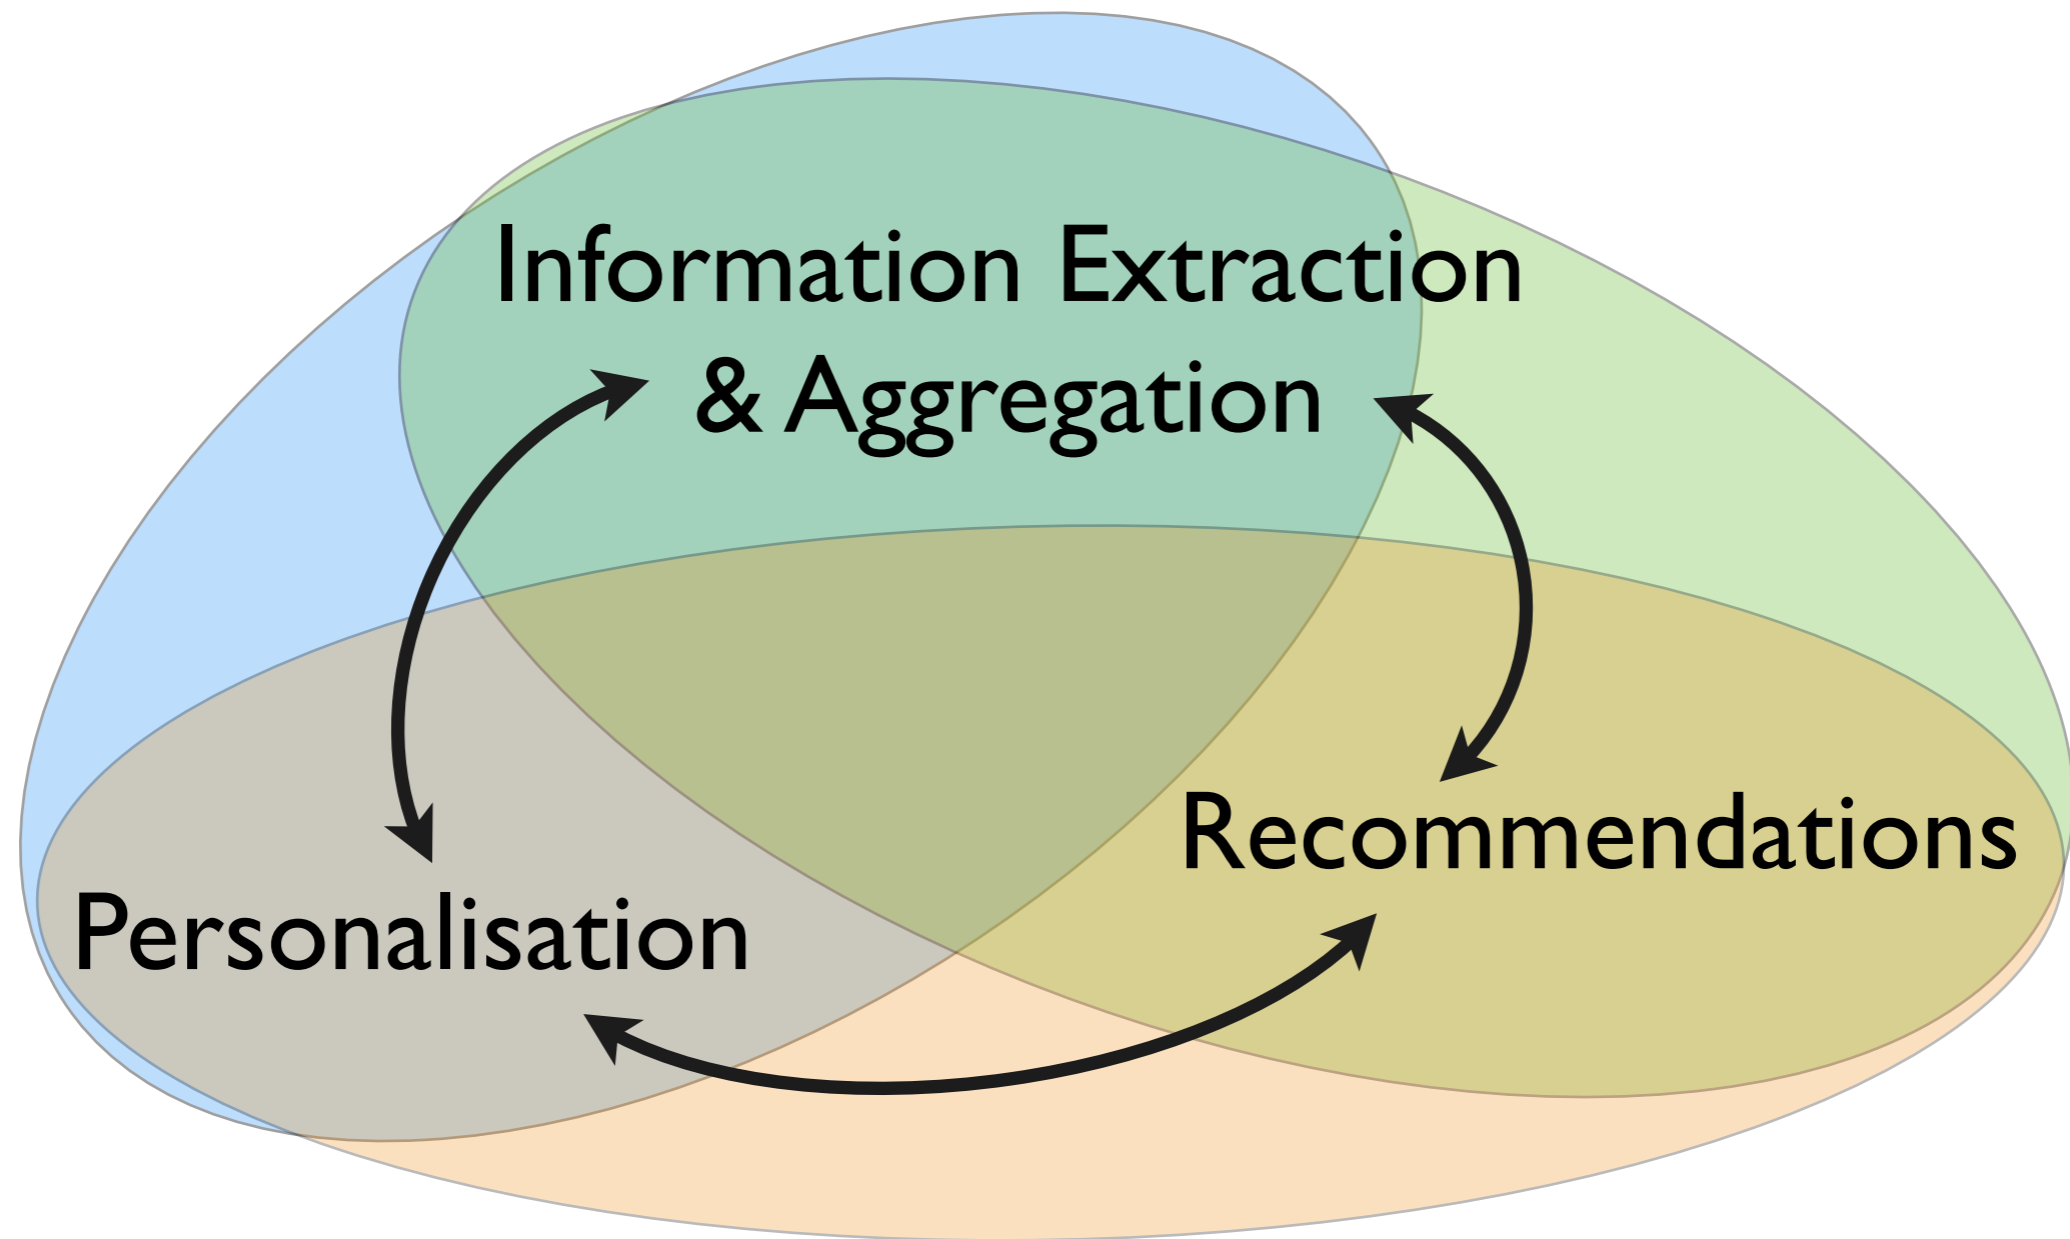 Information Extraction
& Aggregation
Recommendations
Personalisation